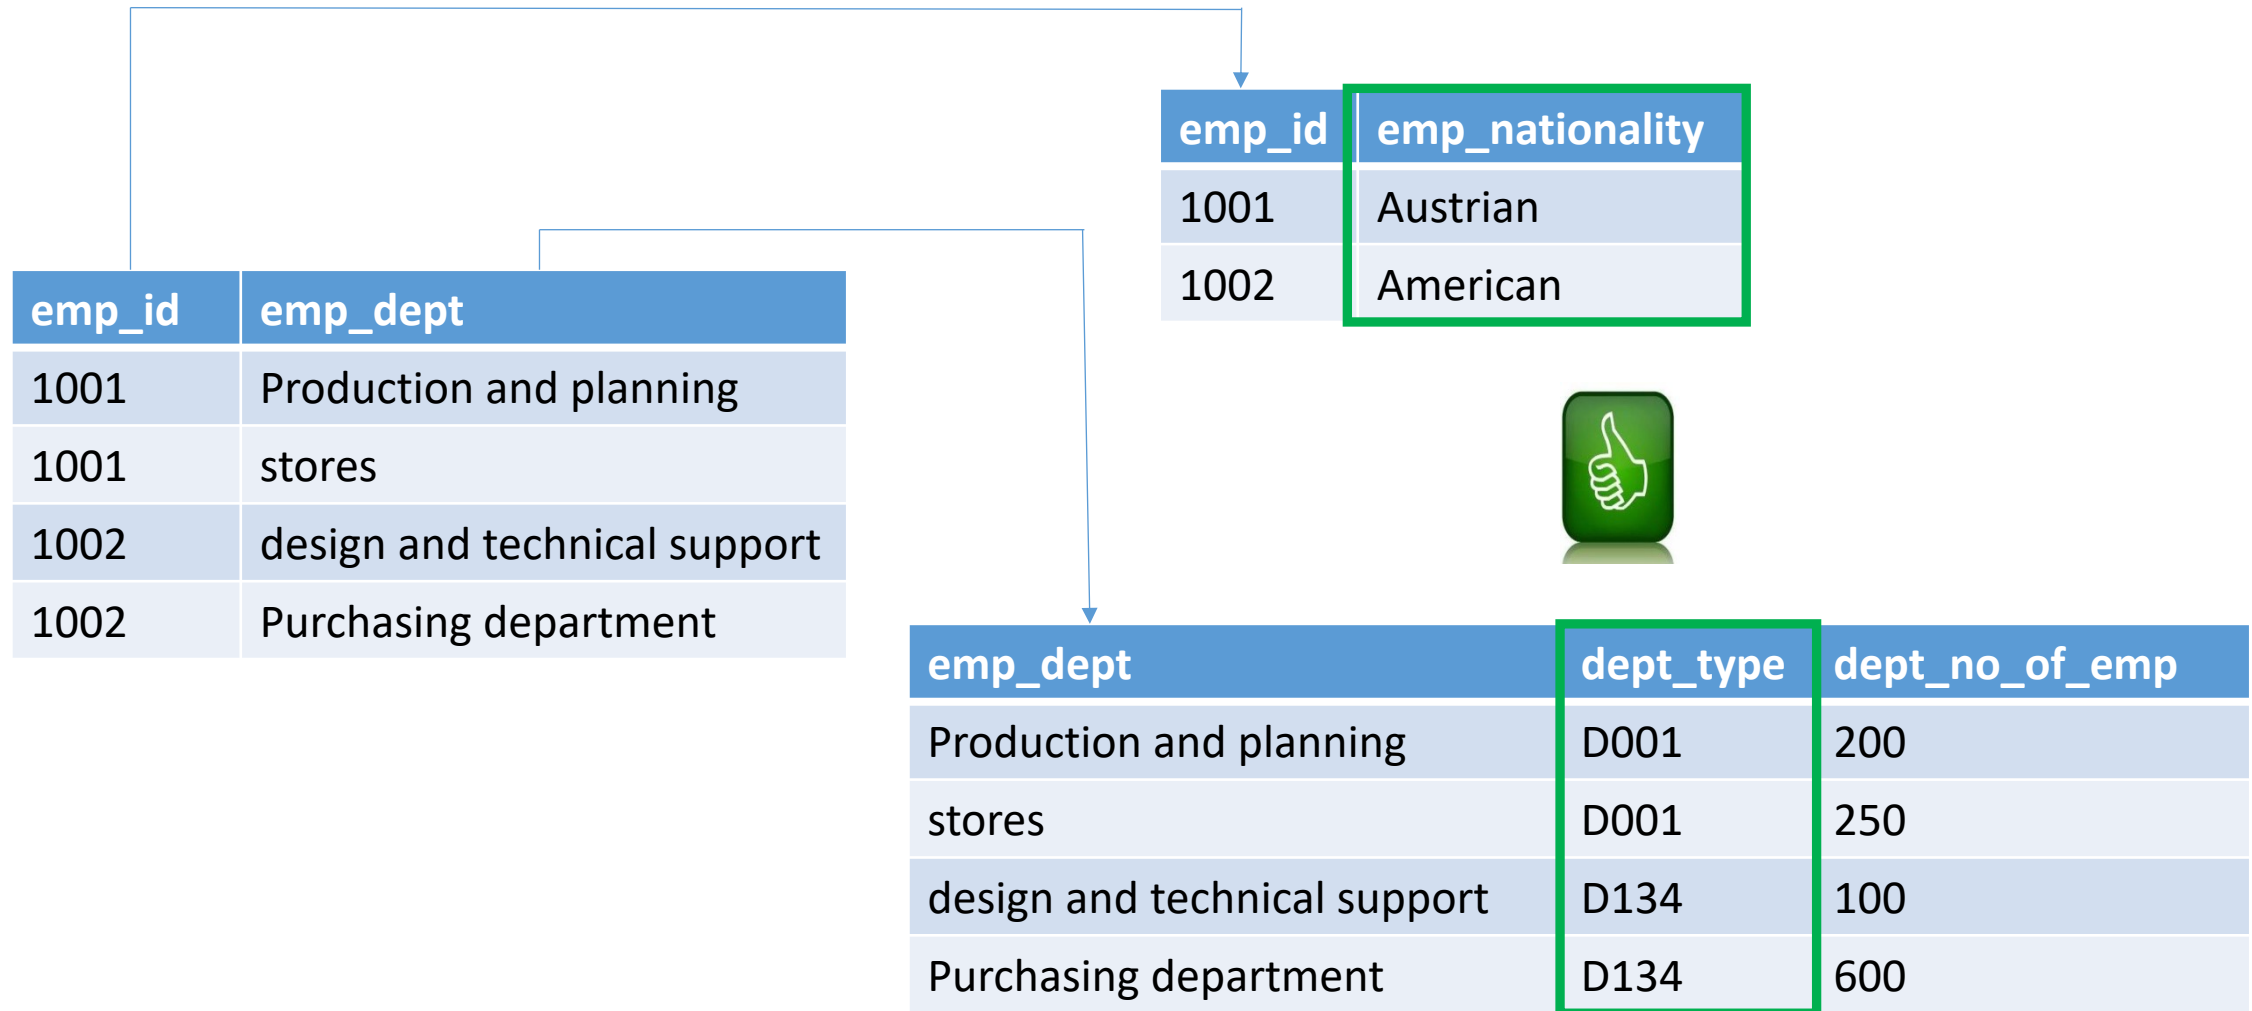 emp_id emp_nationality
1001 Austrian
1002 American
emp_id emp_dept
1001 Production and planning
1001 stores
1002 design and technical support
1002 Purchasing department
emp_dept dept_type dept_no_of_emp
Production and planning D001 200
stores D001 250
design and technical support D134 100
Purchasing department D134 600